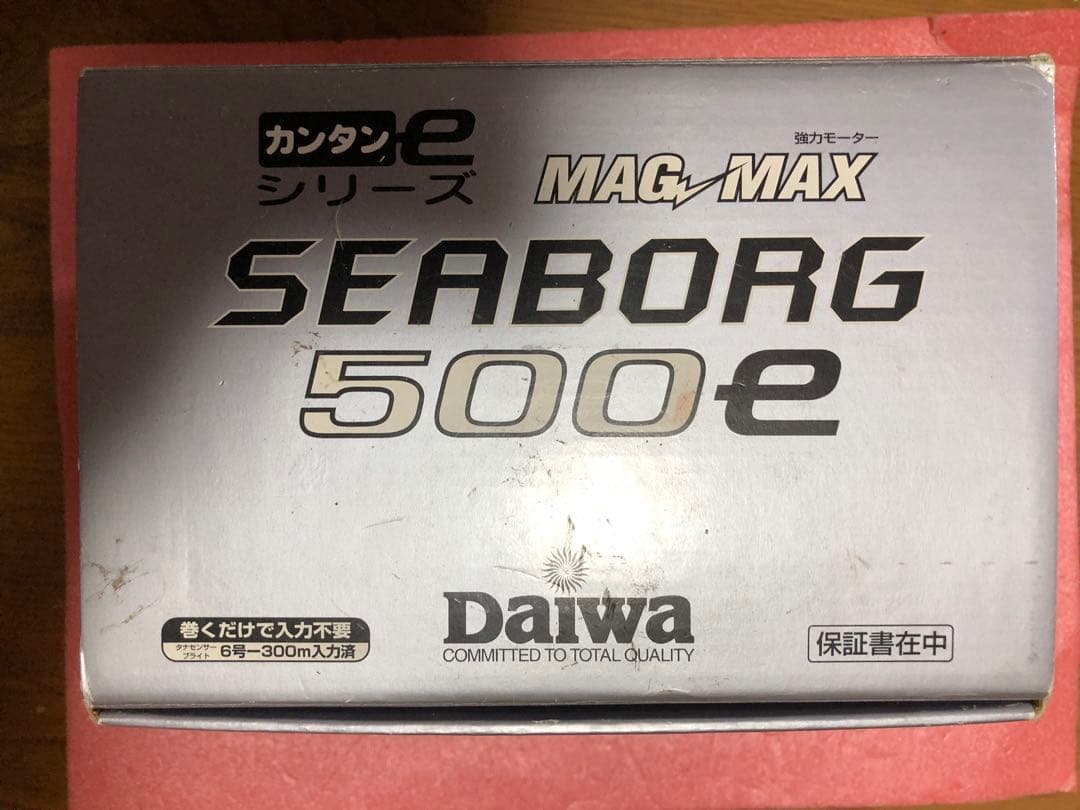 カンタンe
シリーズ
強力モーター
MAG MAX
SEABORG
500e
巻くだけで入力不要
タナセンサー
ブライト
6号ー300m入力済
Daiwa
COMMITTED TO TOTAL QUALITY
保証書在中